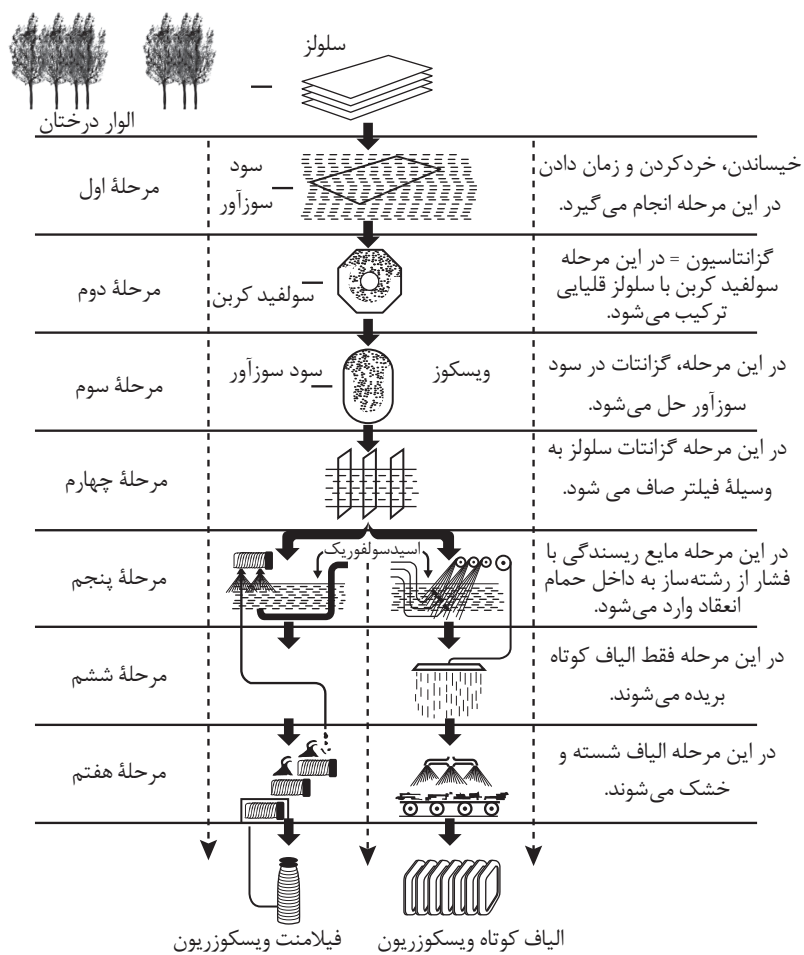 سلولز
الوار درختان
خیساندن، خردکردن و زمان دادن
در این مرحله انجام می‌گیرد.
سود
سوزآور
مرحلهٔ اول
گزانتاسیون = در این مرحله
سولفید کربن با سلولز قلیایی
ترکیب می‌شود.
سولفید کربن
مرحلهٔ دوم
در این مرحله، گزانتات در سود
سوزآور حل می‌شود.
ویسکوز
سود سوزآور
مرحلهٔ سوم
در این مرحله گزانتات سلولز به
وسیلهٔ فیلتر صاف می شود.
مرحلهٔ چهارم
در این مرحله مایع ریسندگی با
فشار از رشته‌ساز به داخل حمام
انعقاد وارد می‌شود.
اسیدسولفوریک
مرحلهٔ پنجم
در این مرحله فقط الیاف کوتاه
بریده می‌شوند.
مرحلهٔ ششم
در این مرحله الیاف شسته و
خشک می‌شوند.
مرحلهٔ هفتم
الیاف کوتاه ویسکوزریون
فیلامنت ویسکوزریون